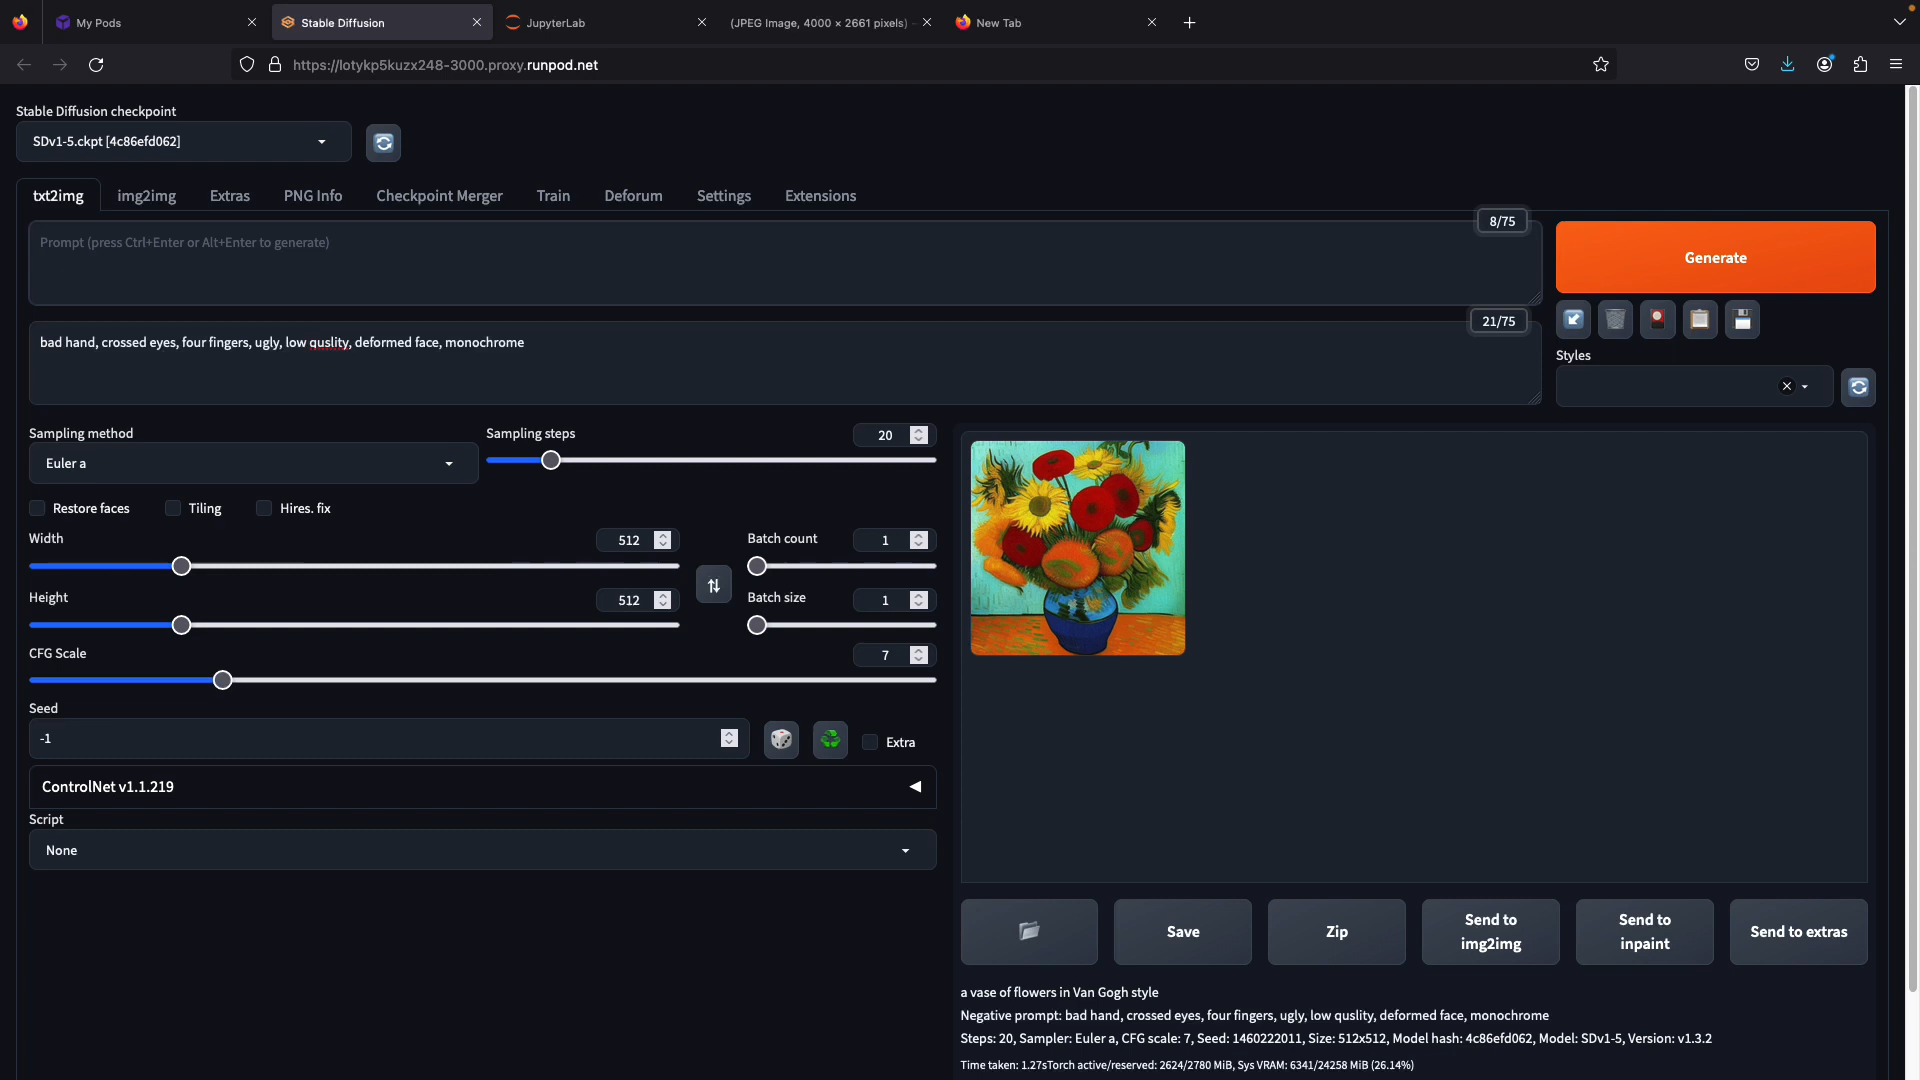 My Pods
Stable Diffusion
JupyterLab
(JPEG Image, 4000 × 2661 pixels)
New Tab
https://lotykp5kuzx248-3000.proxy.runpod.net
Stable Diffusion checkpoint
SDv1-5.ckpt [4c86efd062]
txt2img
img2img
Extras
PNG Info
Checkpoint Merger
Train
Deforum
Settings
Extensions
8/75
Prompt (press Ctrl+Enter or Alt+Enter to generate)
Generate
21/75
bad hand, crossed eyes, four fingers, ugly, low quslity, deformed face, monochrome
Styles
Sampling method
Euler a
Sampling steps
20
Restore faces
Tiling
Hires. fix
Width
512
Batch count
1
Height
512
Batch size
1
CFG Scale
7
Seed
-1
Extra
ControlNet v1.1.219
Script
None
Save
Zip
Send to
img2img
Send to
inpaint
Send to extras
a vase of flowers in Van Gogh style
Negative prompt: bad hand, crossed eyes, four fingers, ugly, low quslity, deformed face, monochrome
Steps: 20, Sampler: Euler a, CFG scale: 7, Seed: 1460222011, Size: 512x512, Model hash: 4c86efd062, Model: SDv1-5, Version: v1.3.2
Time taken: 1.27sTorch active/reserved: 2624/2780 MiB, Sys VRAM: 6341/24258 MiB (26.14%)